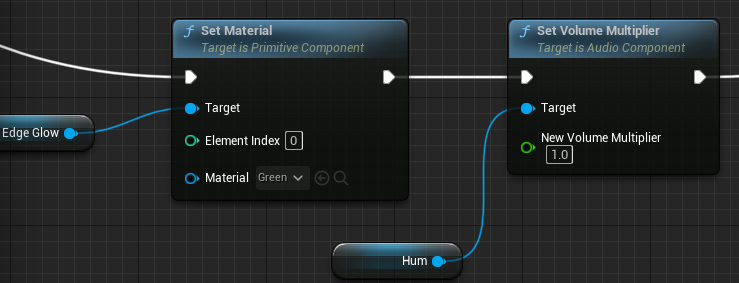 Set Material
Target is Primitive Component
Target
Edge Glow
Element Index 0
Material Green
Set Volume Multiplier
Target is Audio Component
Target
New Volume Multiplier
1.0
Hum